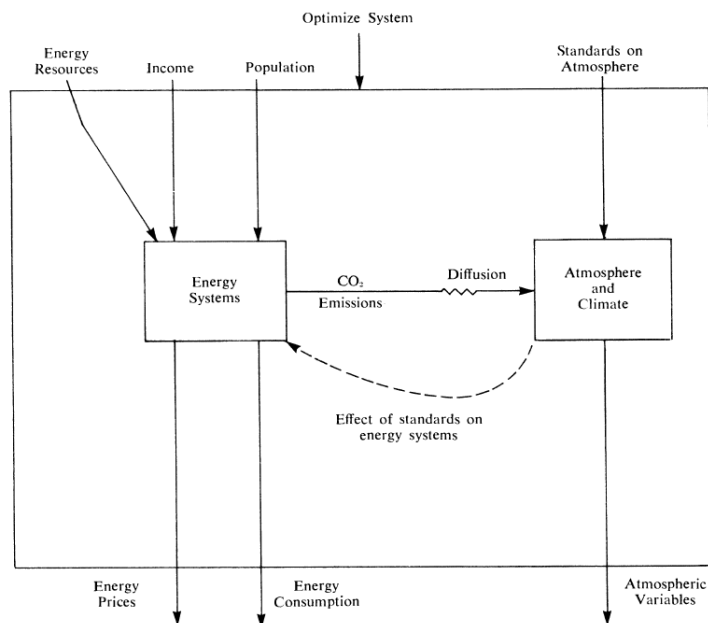 Optimize System
Energy
Resources
Income
Population
Standards on
Atmosphere
Energy
Systems
CO₂
Emissions
Diffusion
Atmosphere
and
Climate
Effect of standards on
energy systems
Energy
Prices
Energy
Consumption
Atmospheric
Variables